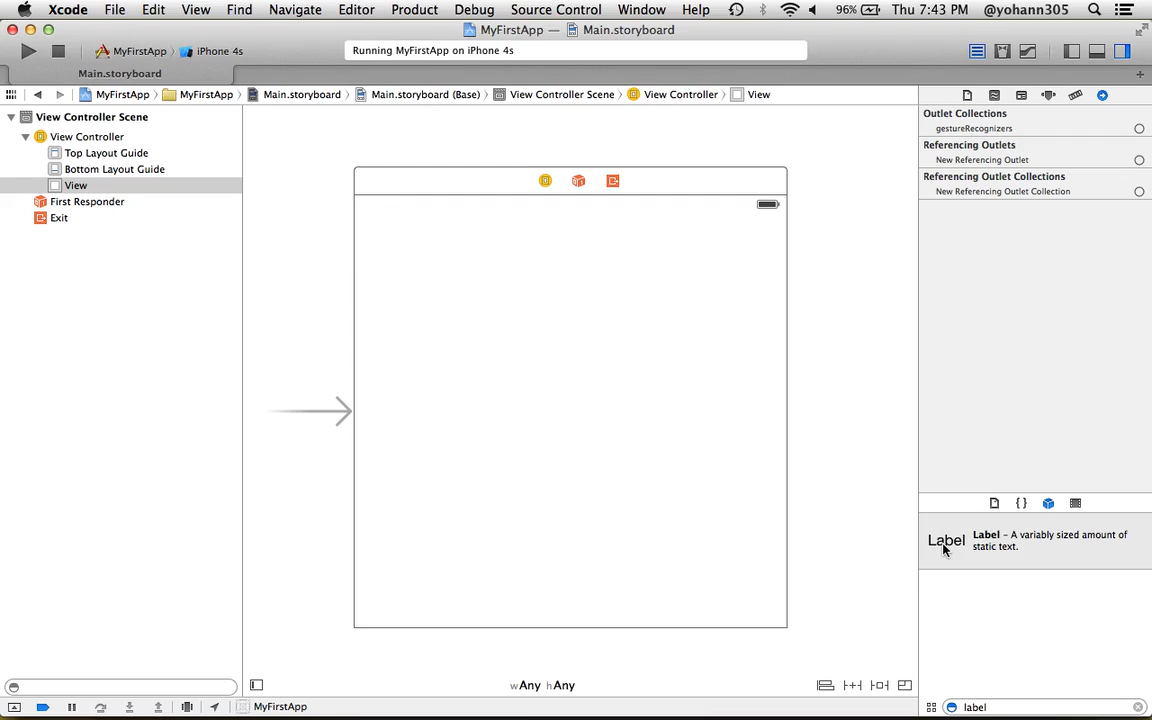 Xcode File Edit View Find Navigate Editor Product Debug Source Control Window Help 96% Thu 7:43 PM @yohann305
MyFirstApp — Main.storyboard
MyFirstApp iPhone 4s Running MyFirstApp on iPhone 4s
Main.storyboard
MyFirstApp MyFirstApp Main.storyboard Main.storyboard (Base) View Controller Scene View Controller View
View Controller Scene
View Controller
Top Layout Guide
Bottom Layout Guide
View
First Responder
Exit
Outlet Collections
gestureRecognizers
Referencing Outlets
New Referencing Outlet
Referencing Outlet Collections
New Referencing Outlet Collection
Label
Label – A variably sized amount of
static text.
wAny hAny
MyFirstApp
label